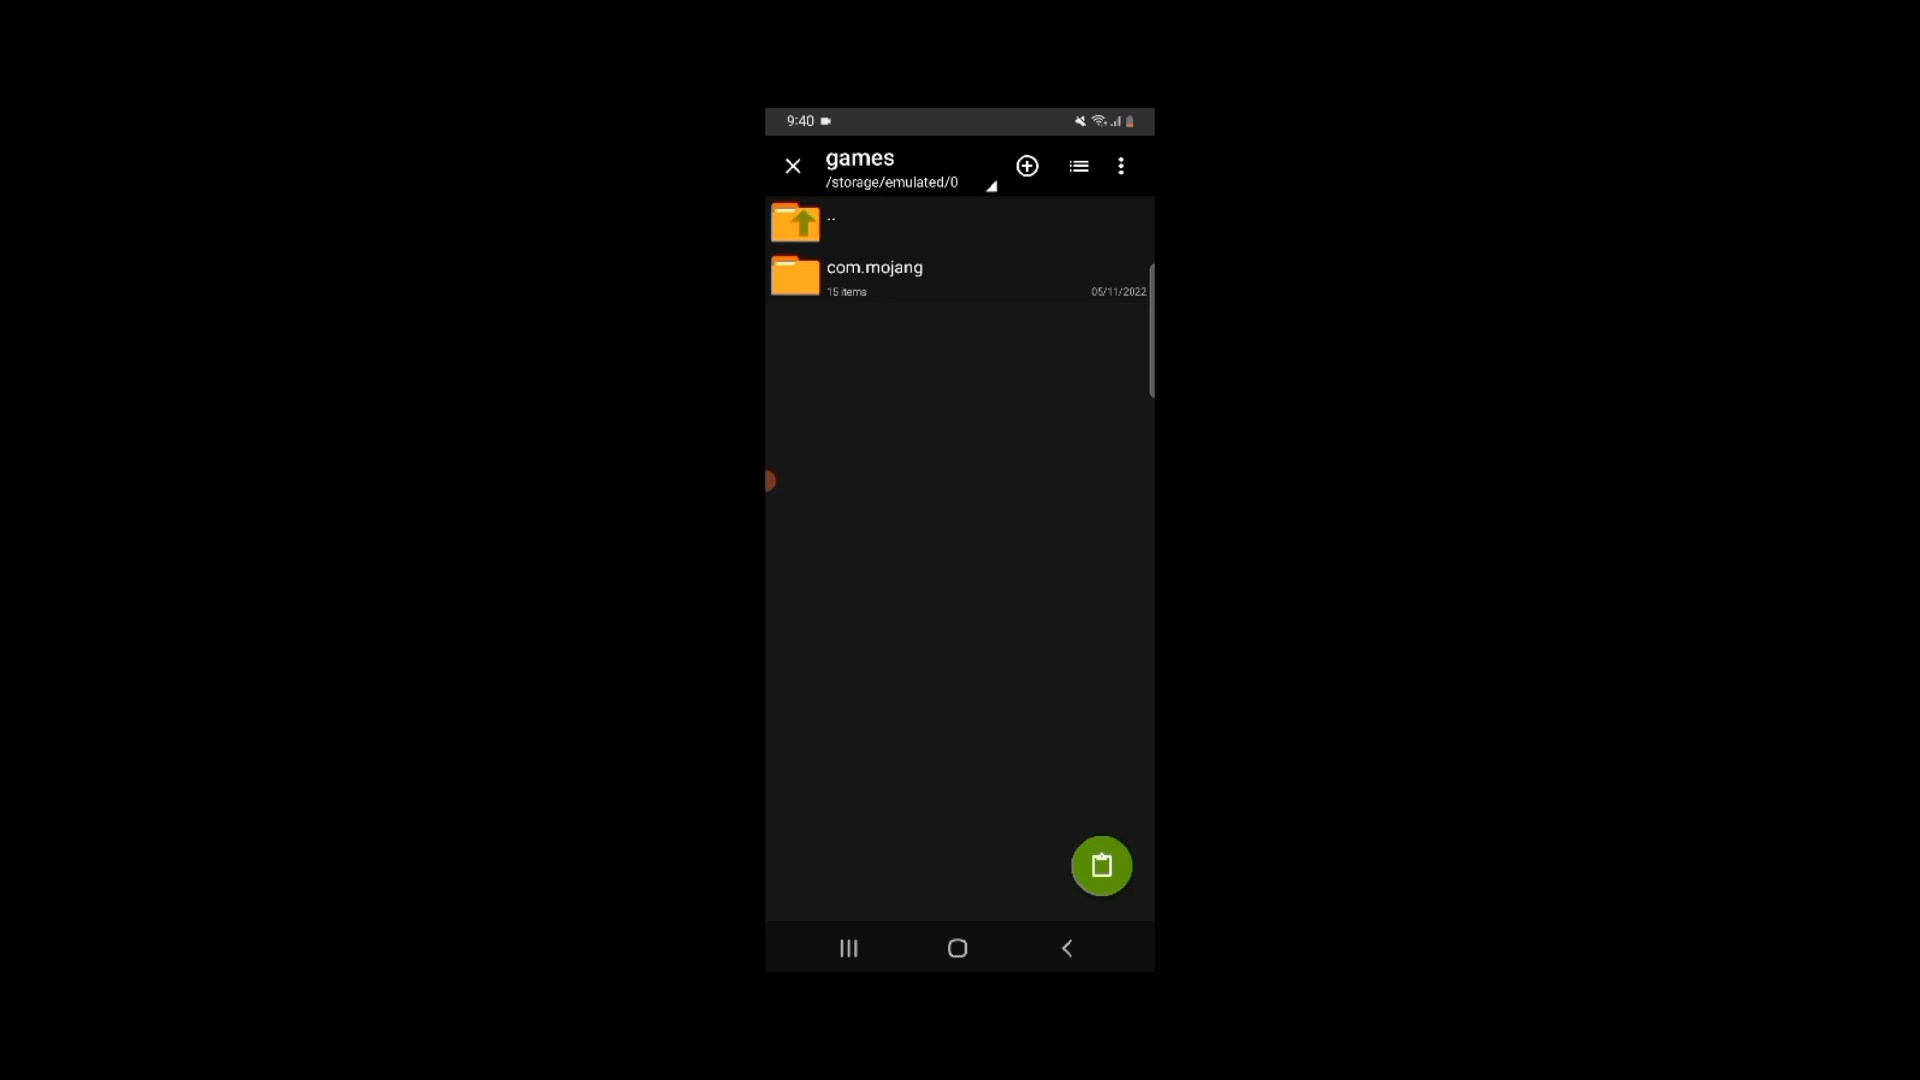 9:40
games
/storage/emulated/0
..
com.mojang
15 items
05/11/2022